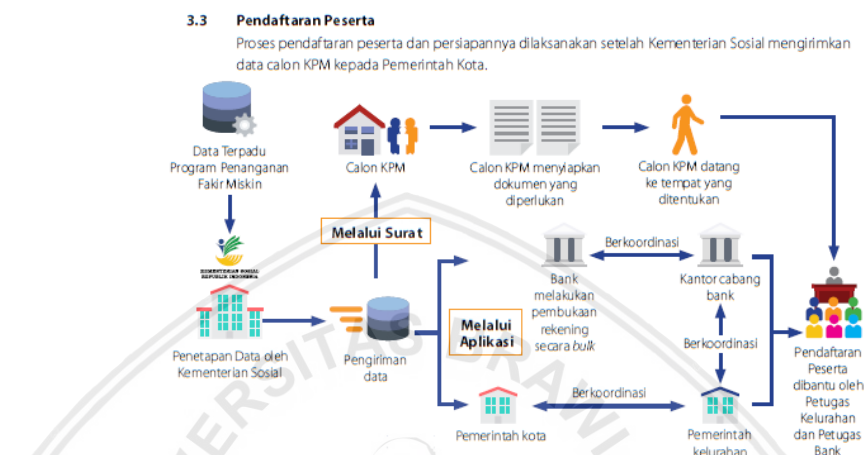 3.3 Pendaftaran Peserta
Proses pendaftaran peserta dan persiapannya dilaksanakan setelah Kementerian Sosial mengirimkan
data calon KPM kepada Pemerintah Kota.
Data Terpadu
Program Penanganan
Fakir Miskin
Calon KPM
Calon KPM menyiapkan
dokumen yang
diperlukan
Calon KPM datang
ke tempat yang
ditentukan
Melalui Surat
KEMENTERIAN SOSIAL
REPUBLIK INDONESIA
Penetapan Data oleh
Kementerian Sosial
Pengiriman
data
Melalui
Aplikasi
Bank
melakukan
pembukaan
rekening
secara bulk
Berkoordinasi
Kantor cabang
bank
Berkoordinasi
Pemerintah kota
Berkoordinasi
Pemerintah
kelurahan
Pendaftaran
Peserta
dibantu oleh
Petugas
Kelurahan
dan Petugas
Bank